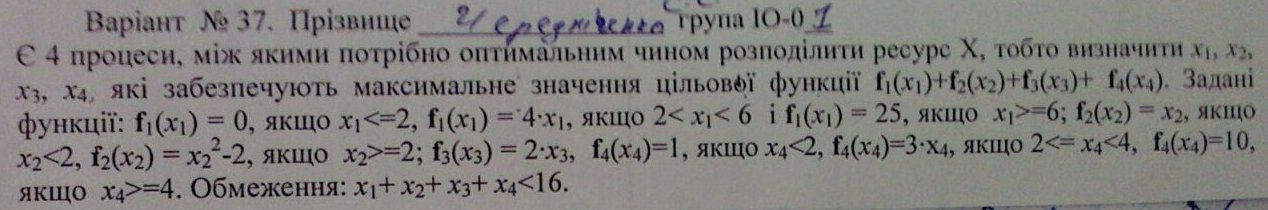 Варіант № 37. Прізвище група ІО-01
Є 4 процеси, між якими потрібно оптимальним чином розподілити ресурс X, тобто визначити x₁, x₂,
x₃, x₄, які забезпечують максимальне значення цільової функції f₁(x₁)+f₂(x₂)+f₃(x₃)+ f₄(x₄). Задані
функції: f₁(x₁) = 0, якщо x₁<=2, f₁(x₁) = 4·x₁, якщо 2< x₁< 6 і f₁(x₁) = 25, якщо x₁>=6; f₂(x₂) = x₂, якщо
x₂<2, f₂(x₂) = x₂²-2, якщо x₂>=2; f₃(x₃) = 2·x₃, f₄(x₄)=1, якщо x₄<2, f₄(x₄)=3·x₄, якщо 2<= x₄<4, f₄(x₄)=10,
якщо x₄>=4. Обмеження: x₁+ x₂+ x₃+ x₄<16.